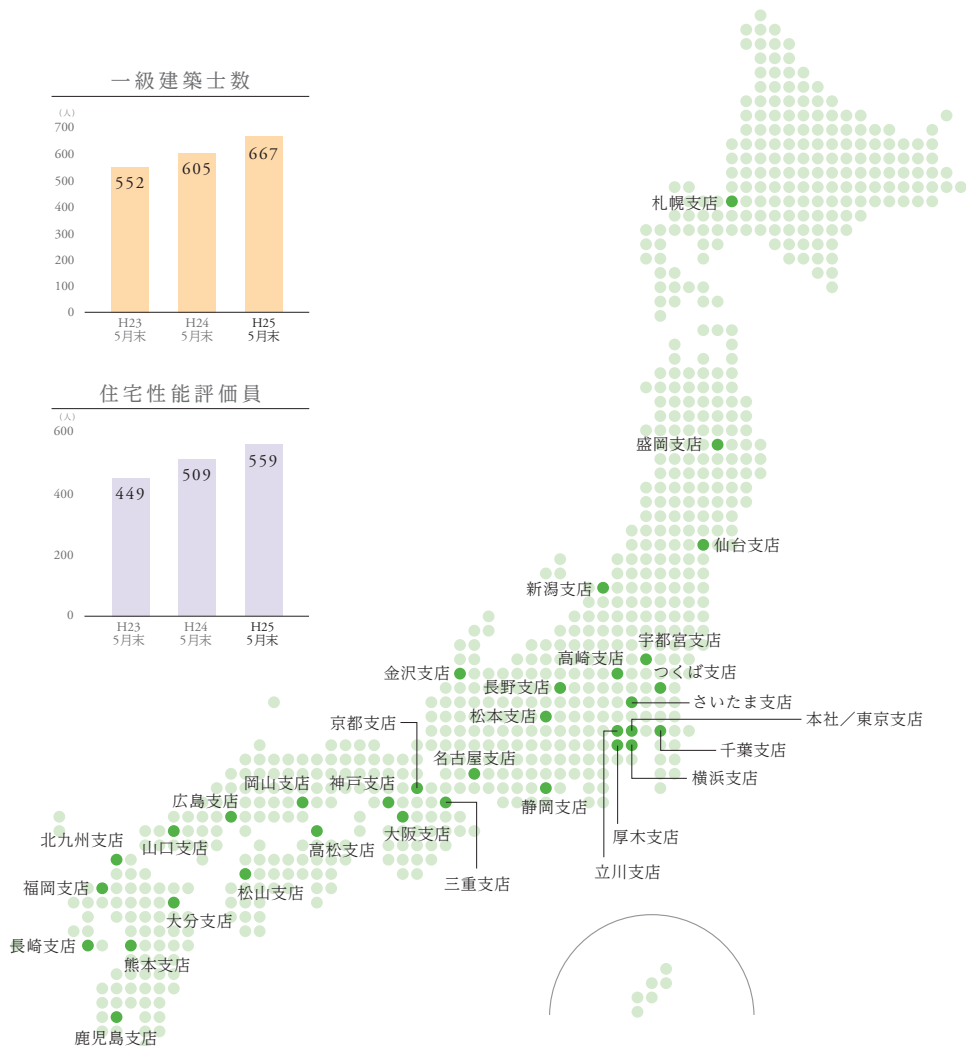 一級建築士数
（人）
700
600
500
400
300
200
100
0
552
605
667
H23
5月末
H24
5月末
H25
5月末
住宅性能評価員
（人）
600
400
200
0
449
509
559
H23
5月末
H24
5月末
H25
5月末
札幌支店
盛岡支店
仙台支店
新潟支店
宇都宮支店
高崎支店
つくば支店
金沢支店
長野支店
さいたま支店
松本支店
本社／東京支店
京都支店
千葉支店
名古屋支店
横浜支店
岡山支店
神戸支店
静岡支店
広島支店
厚木支店
北九州支店
山口支店
高松支店
大阪支店
立川支店
三重支店
福岡支店
松山支店
大分支店
長崎支店
熊本支店
鹿児島支店